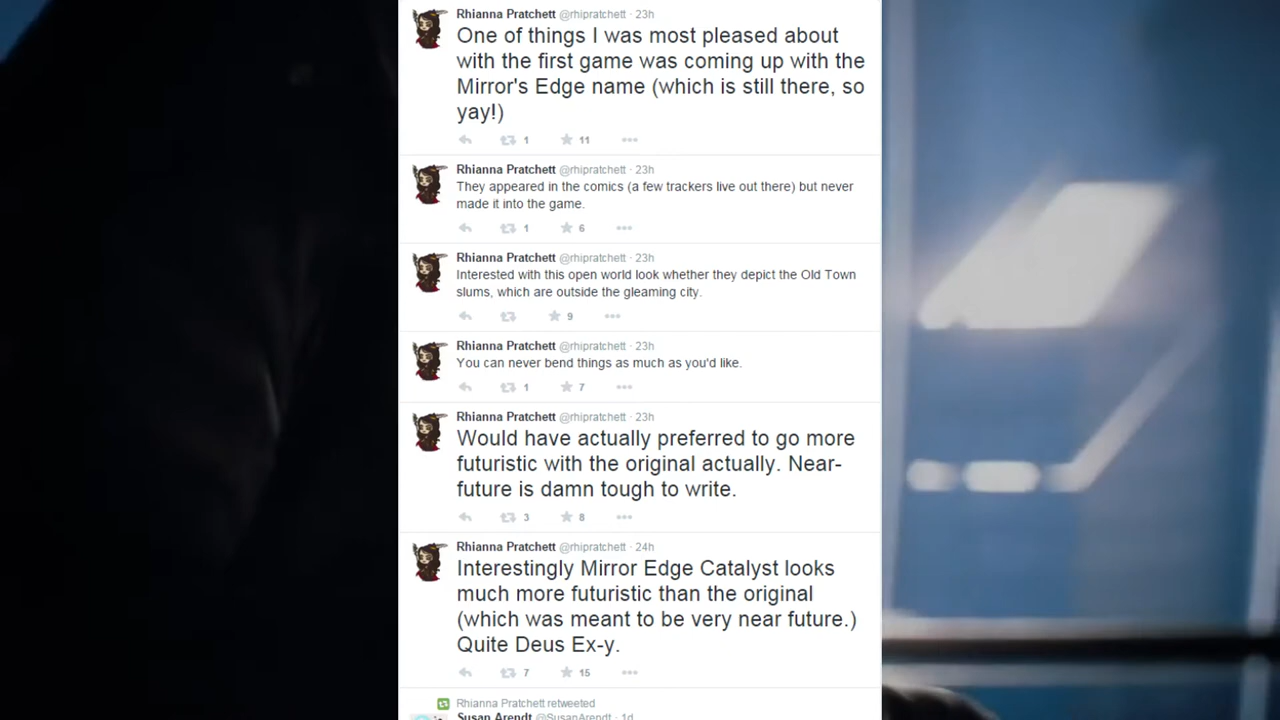 Rhianna Pratchett @rhipratchett · 23h
One of things I was most pleased about
with the first game was coming up with the
Mirror's Edge name (which is still there, so
yay!)
1 11
Rhianna Pratchett @rhipratchett · 23h
They appeared in the comics (a few trackers live out there) but never
made it into the game.
1 6
Rhianna Pratchett @rhipratchett · 23h
Interested with this open world look whether they depict the Old Town
slums, which are outside the gleaming city.
9
Rhianna Pratchett @rhipratchett · 23h
You can never bend things as much as you'd like.
1 7
Rhianna Pratchett @rhipratchett · 23h
Would have actually preferred to go more
futuristic with the original actually. Near-
future is damn tough to write.
3 8
Rhianna Pratchett @rhipratchett · 24h
Interestingly Mirror Edge Catalyst looks
much more futuristic than the original
(which was meant to be very near future.)
Quite Deus Ex-y.
7 15
Rhianna Pratchett retweeted
Susan Arendt @SusanArendt · 1d